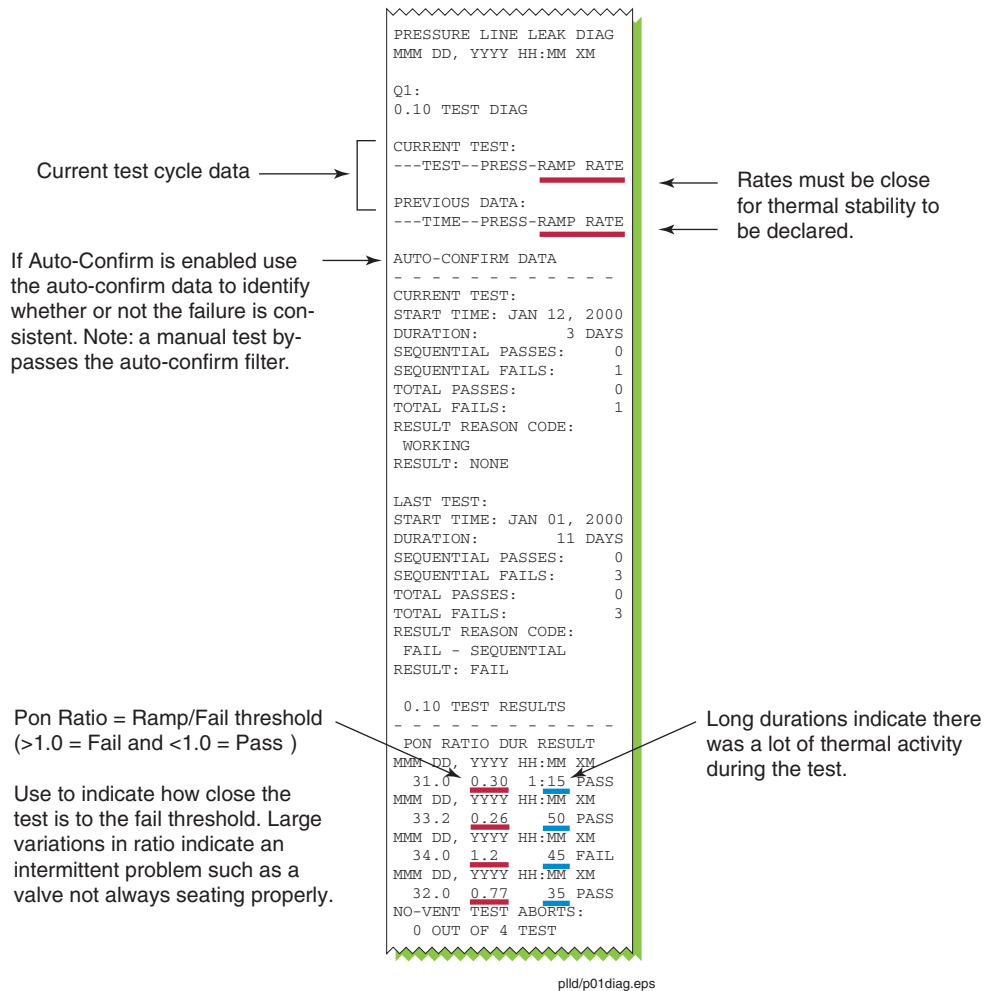 PRESSURE LINE LEAK DIAG
MMM DD, YYYY HH:MM XM
Q1:
0.10 TEST DIAG
CURRENT TEST:
---TEST--PRESS-RAMP RATE
PREVIOUS DATA:
---TIME--PRESS-RAMP RATE
Current test cycle data
Rates must be close
for thermal stability to
be declared.
If Auto-Confirm is enabled use
the auto-confirm data to identify
whether or not the failure is con-
sistent. Note: a manual test by-
passes the auto-confirm filter.
AUTO-CONFIRM DATA
- - - - - - - - - - - -
CURRENT TEST:
START TIME: JAN 12, 2000
DURATION: 3 DAYS
SEQUENTIAL PASSES: 0
SEQUENTIAL FAILS: 1
TOTAL PASSES: 0
TOTAL FAILS: 1
RESULT REASON CODE:
WORKING
RESULT: NONE
LAST TEST:
START TIME: JAN 01, 2000
DURATION: 11 DAYS
SEQUENTIAL PASSES: 0
SEQUENTIAL FAILS: 3
TOTAL PASSES: 0
TOTAL FAILS: 3
RESULT REASON CODE:
FAIL - SEQUENTIAL
RESULT: FAIL
0.10 TEST RESULTS
- - - - - - - - - - - -
PON RATIO DUR RESULT
MMM DD, YYYY HH:MM XM
31.0 0.30 1:15 PASS
MMM DD, YYYY HH:MM XM
33.2 0.26 50 PASS
MMM DD, YYYY HH:MM XM
34.0 1.2 45 FAIL
MMM DD, YYYY HH:MM XM
32.0 0.77 35 PASS
NO-VENT TEST ABORTS:
0 OUT OF 4 TEST
Pon Ratio = Ramp/Fail threshold
(>1.0 = Fail and <1.0 = Pass )
Use to indicate how close the
test is to the fail threshold. Large
variations in ratio indicate an
intermittent problem such as a
valve not always seating properly.
Long durations indicate there
was a lot of thermal activity
during the test.
plld/p01diag.eps